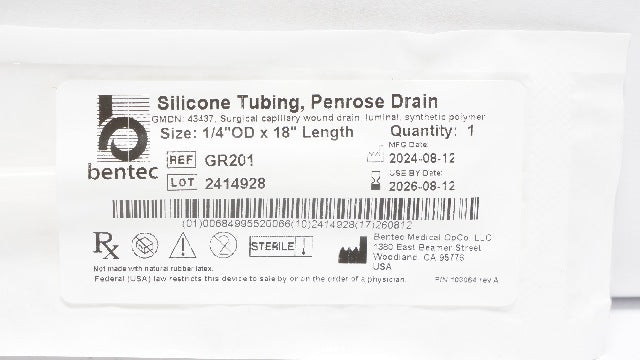 Silicone Tubing, Penrose Drain
GMDN: 43437, Surgical capillary wound drain, luminal, synthetic polymer
Size: 1/4"OD x 18" Length Quantity: 1
bentec
REF GR201
LOT 2414928
MFG Date:
2024-08-12
USE BY Date:
2026-08-12
(01)00684995520066(10)2414928(17)260812
Rx
STERILE
Bentec Medical OpCo, LLC
1380 East Beamer Street
Woodland, CA 95776
USA
Not made with natural rubber latex.
Federal (USA) law restricts this device to sale by or on the order of a physician.
P/N 103064 rev A